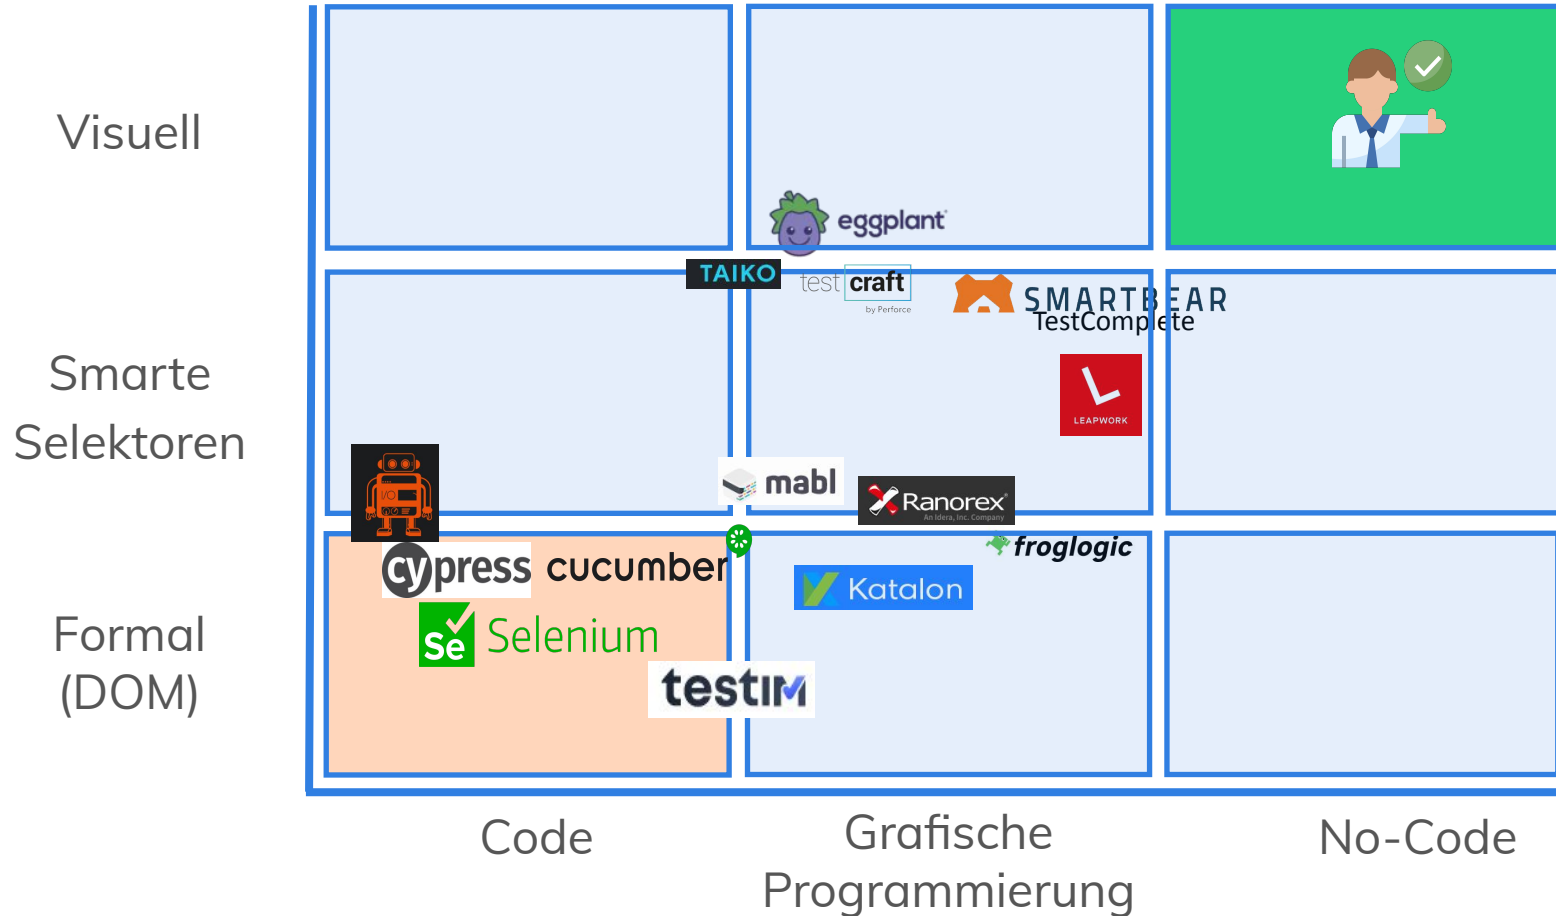 Visuell
eggplant
TAIKO
test craft
by Perforce
SMARTBEAR
TestComplete
Smarte
Selektoren
LEAPWORK
I/O
mabl
Ranorex
An Idera, Inc. Company
froglogic
cypress
cucumber
Katalon
Formal
(DOM)
Se Selenium
testim
Code
Grafische
Programmierung
No-Code